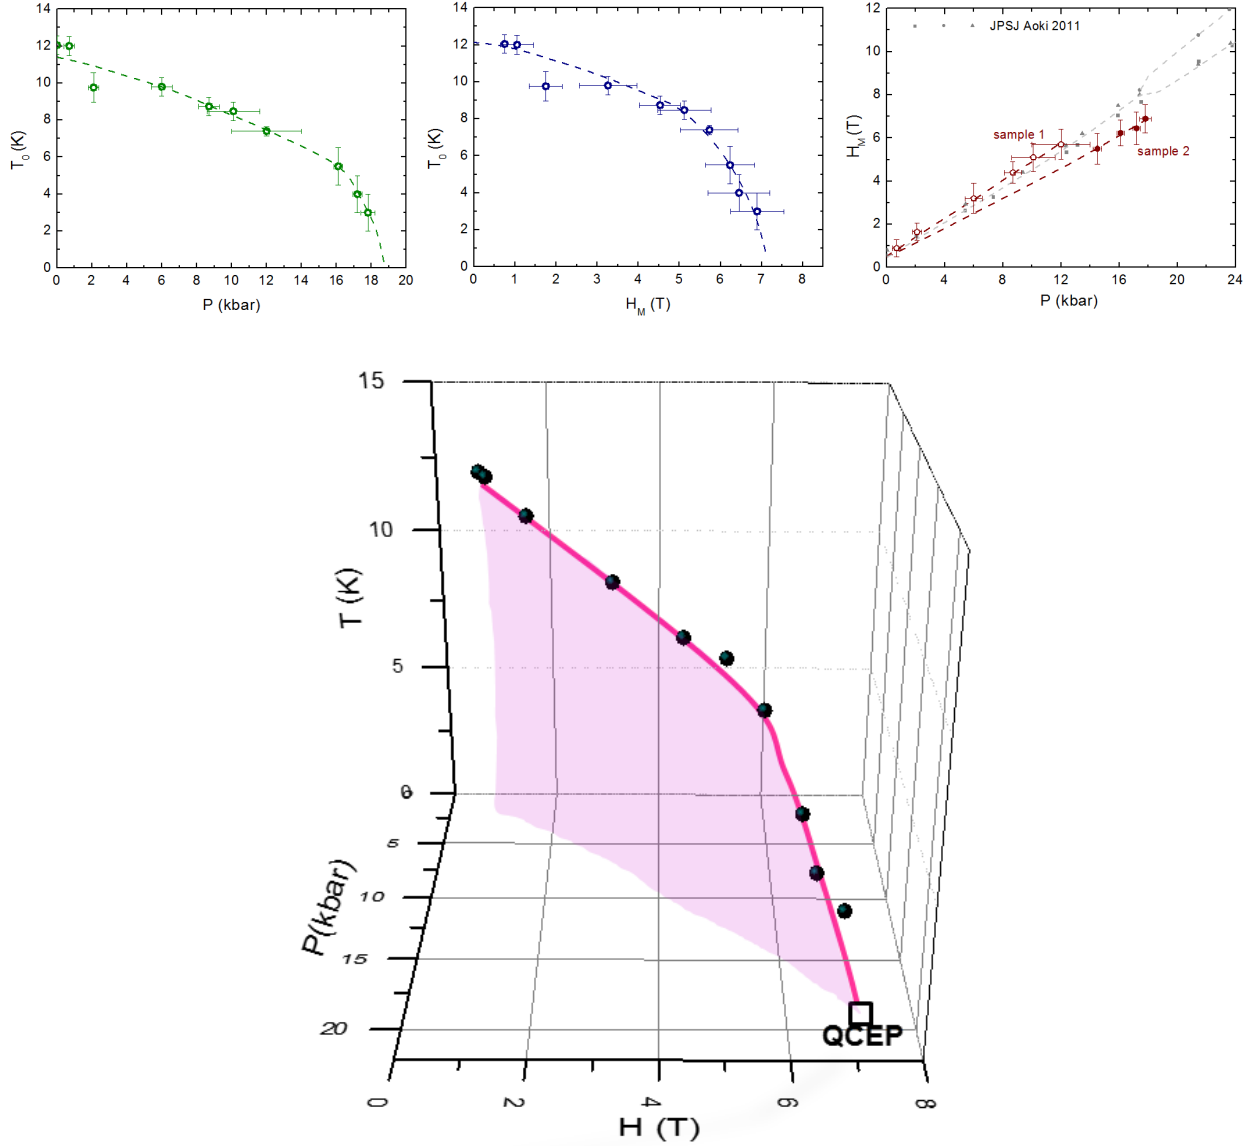 14
12
10
8
6
4
2
0
T0 (K)
0 2 4 6 8 10 12 14 16 18 20
P (kbar)
14
12
10
8
6
4
2
0
T0 (K)
0 1 2 3 4 5 6 7 8
HM (T)
12
10
8
6
4
2
0
HM (T)
JPSJ Aoki 2011
sample 1
sample 2
0 4 8 12 16 20 24
P (kbar)
15
10
5
0
T (K)
5
10
15
20
P(kbar)
QCEP
0 2 4 6 8
H (T)